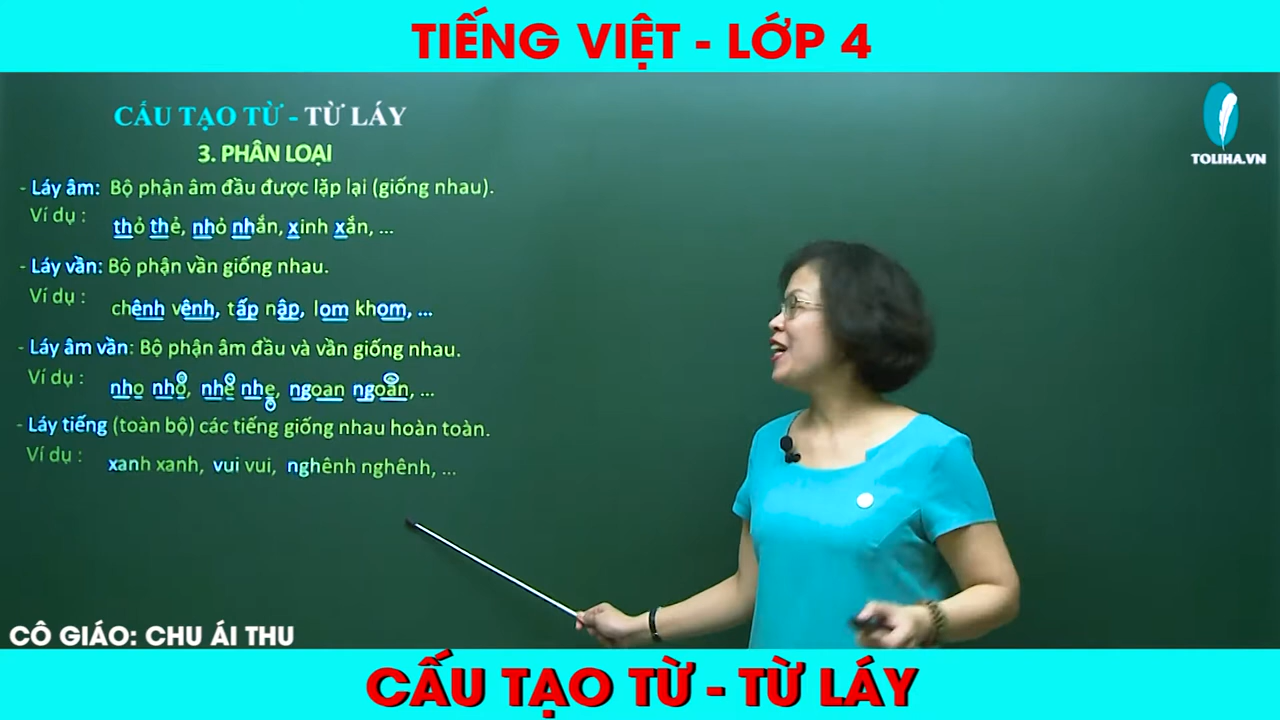 TIẾNG VIỆT - LỚP 4
CẤU TẠO TỪ - TỪ LÁY
TOLIHA.VN
3. PHÂN LOẠI
- Láy âm: Bộ phận âm đầu được lặp lại (giống nhau).
Ví dụ :
thỏ thẻ, nhỏ nhắn, xinh xắn, ...
- Láy vần: Bộ phận vần giống nhau.
Ví dụ :
chênh vênh, tấp nập, lom khom, ...
- Láy âm vần: Bộ phận âm đầu và vần giống nhau.
Ví dụ :
nho nhỏ, nhè nhẹ, ngoan ngoãn, ...
- Láy tiếng (toàn bộ) các tiếng giống nhau hoàn toàn.
Ví dụ :
xanh xanh, vui vui, nghênh nghênh, ...
CÔ GIÁO: CHU ÁI THU
CẤU TẠO TỪ - TỪ LÁY